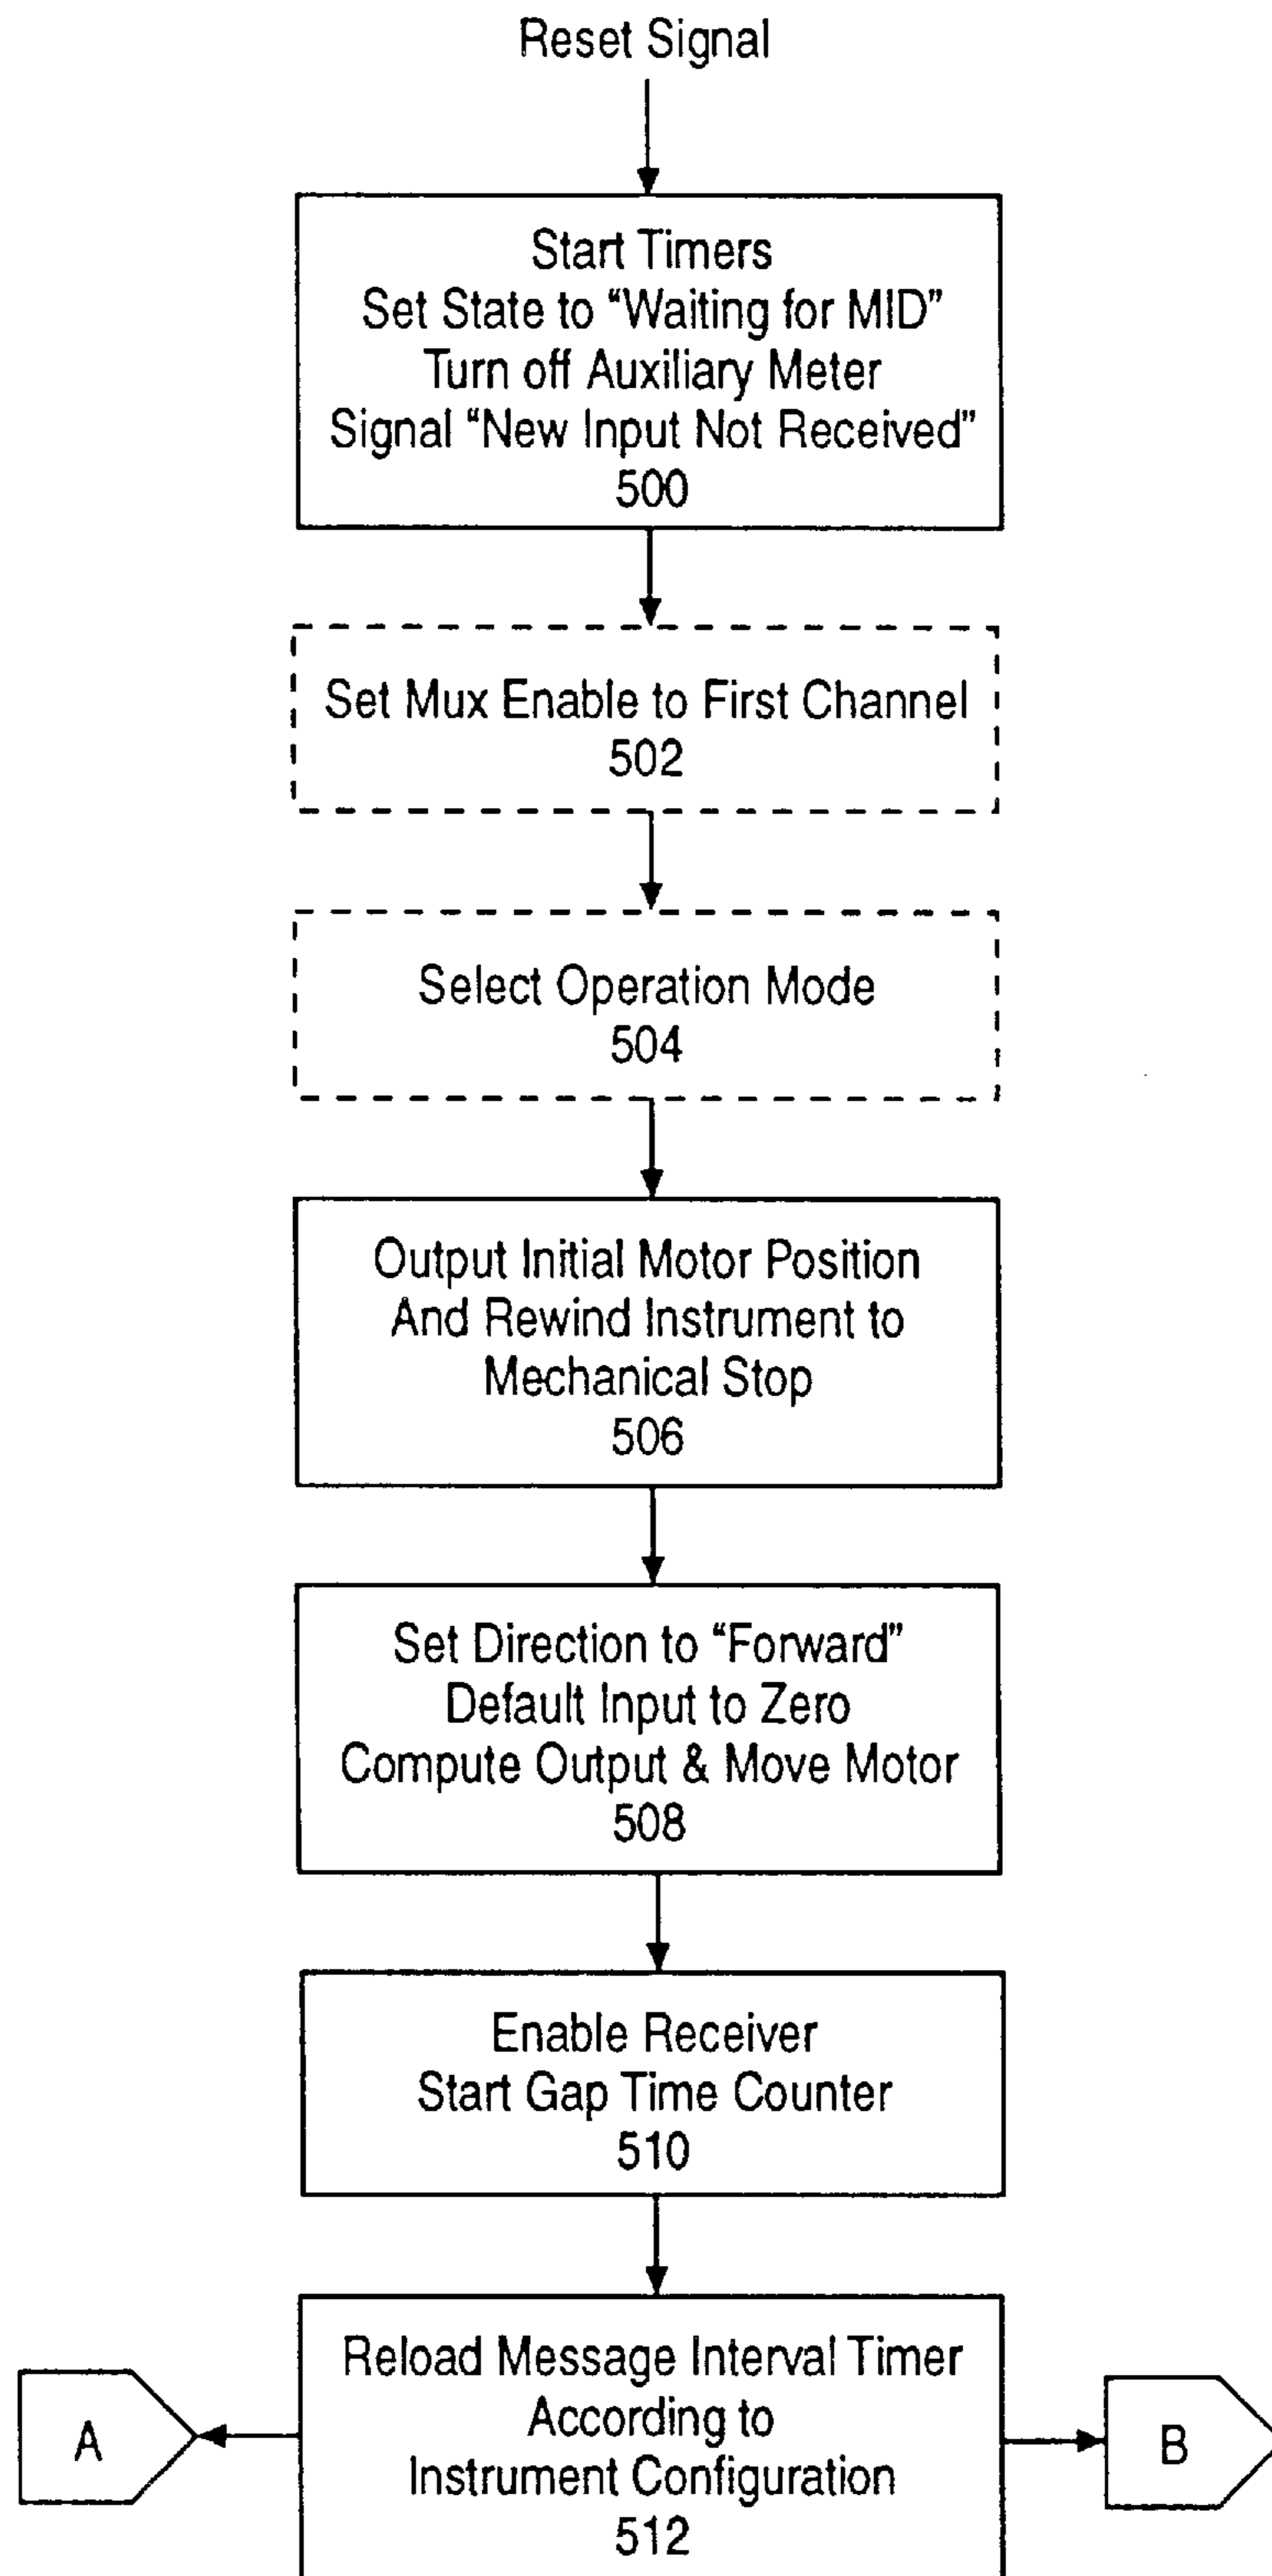 Reset Signal
Start Timers
Set State to “Waiting for MID”
Turn off Auxiliary Meter
Signal “New Input Not Received”
500
Set Mux Enable to First Channel
502
Select Operation Mode
504
Output Initial Motor Position
And Rewind Instrument to
Mechanical Stop
506
Set Direction to “Forward”
Default Input to Zero
Compute Output & Move Motor
508
Enable Receiver
Start Gap Time Counter
510
Reload Message Interval Timer
According to
Instrument Configuration
512
A
B